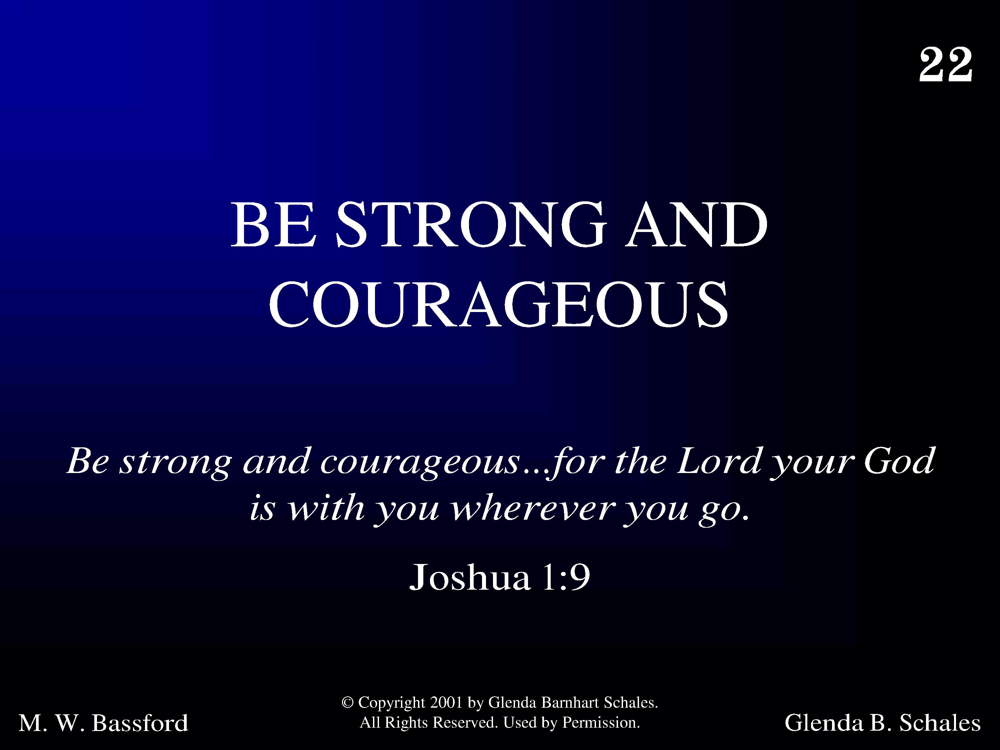 22
BE STRONG AND
COURAGEOUS
Be strong and courageous...for the Lord your God
is with you wherever you go.
Joshua 1:9
© Copyright 2001 by Glenda Barnhart Schales.
All Rights Reserved. Used by Permission.
M. W. Bassford
Glenda B. Schales